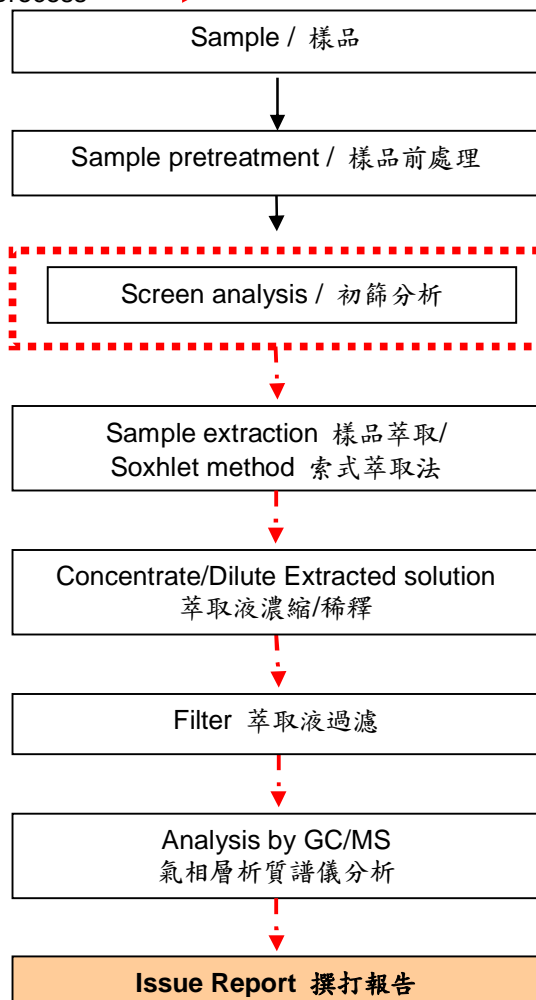 Sample / 樣品
Sample pretreatment / 樣品前處理
Screen analysis / 初篩分析
Sample extraction 樣品萃取/
Soxhlet method 索式萃取法
Concentrate/Dilute Extracted solution
萃取液濃縮/稀釋
Filter 萃取液過濾
Analysis by GC/MS
氣相層析質譜儀分析
Issue Report 撰打報告